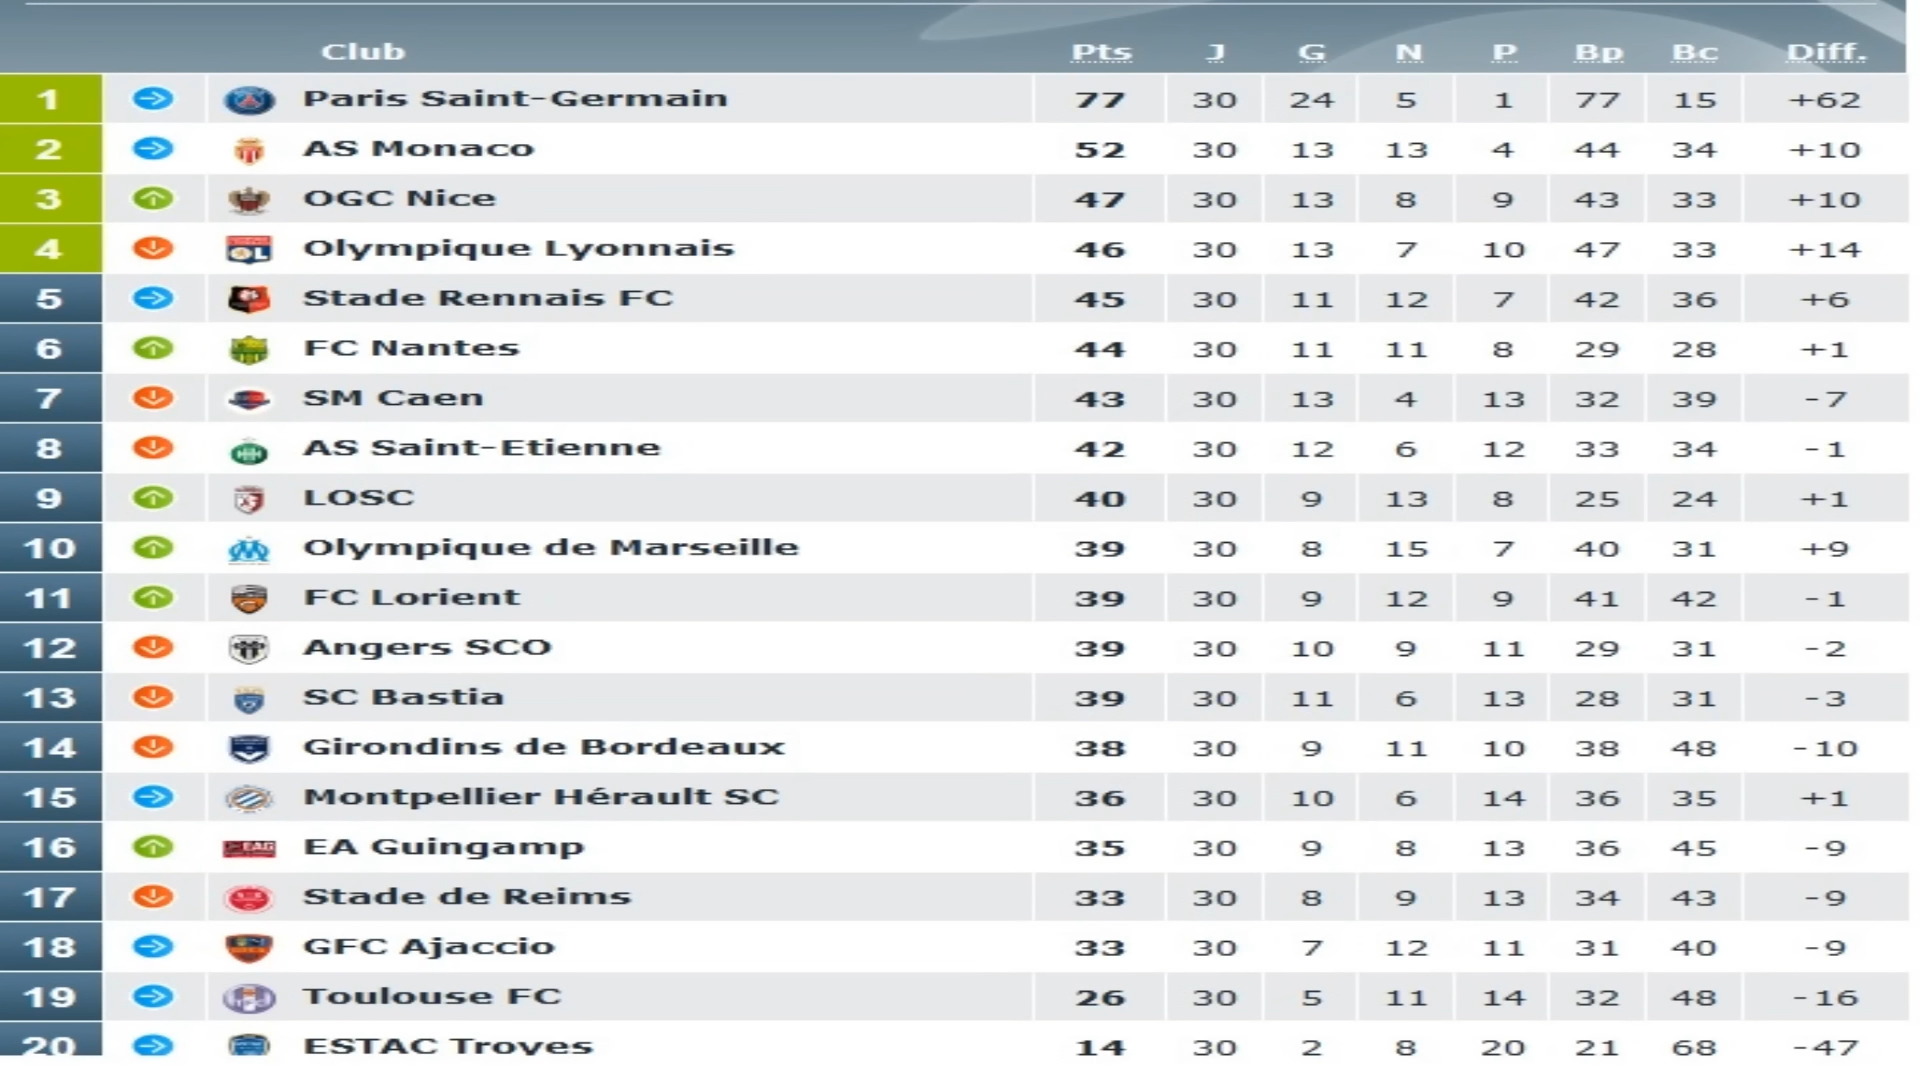 Club Pts J G N P Bp Bc Diff.
1 Paris Saint-Germain 77 30 24 5 1 77 15 +62
2 AS Monaco 52 30 13 13 4 44 34 +10
3 OGC Nice 47 30 13 8 9 43 33 +10
4 OL Olympique Lyonnais 46 30 13 7 10 47 33 +14
5 Stade Rennais FC 45 30 11 12 7 42 36 +6
6 FC Nantes 44 30 11 11 8 29 28 +1
7 SM Caen 43 30 13 4 13 32 39 -7
8 AS Saint-Etienne 42 30 12 6 12 33 34 -1
9 LOSC 40 30 9 13 8 25 24 +1
10 Olympique de Marseille 39 30 8 15 7 40 31 +9
11 FC Lorient 39 30 9 12 9 41 42 -1
12 Angers SCO 39 30 10 9 11 29 31 -2
13 SC Bastia 39 30 11 6 13 28 31 -3
14 Girondins de Bordeaux 38 30 9 11 10 38 48 -10
15 Montpellier Hérault SC 36 30 10 6 14 36 35 +1
16 EAG EA Guingamp 35 30 9 8 13 36 45 -9
17 Stade de Reims 33 30 8 9 13 34 43 -9
18 GFC Ajaccio 33 30 7 12 11 31 40 -9
19 Toulouse FC 26 30 5 11 14 32 48 -16
20 ESTAC Troyes 14 30 2 8 20 21 68 -47